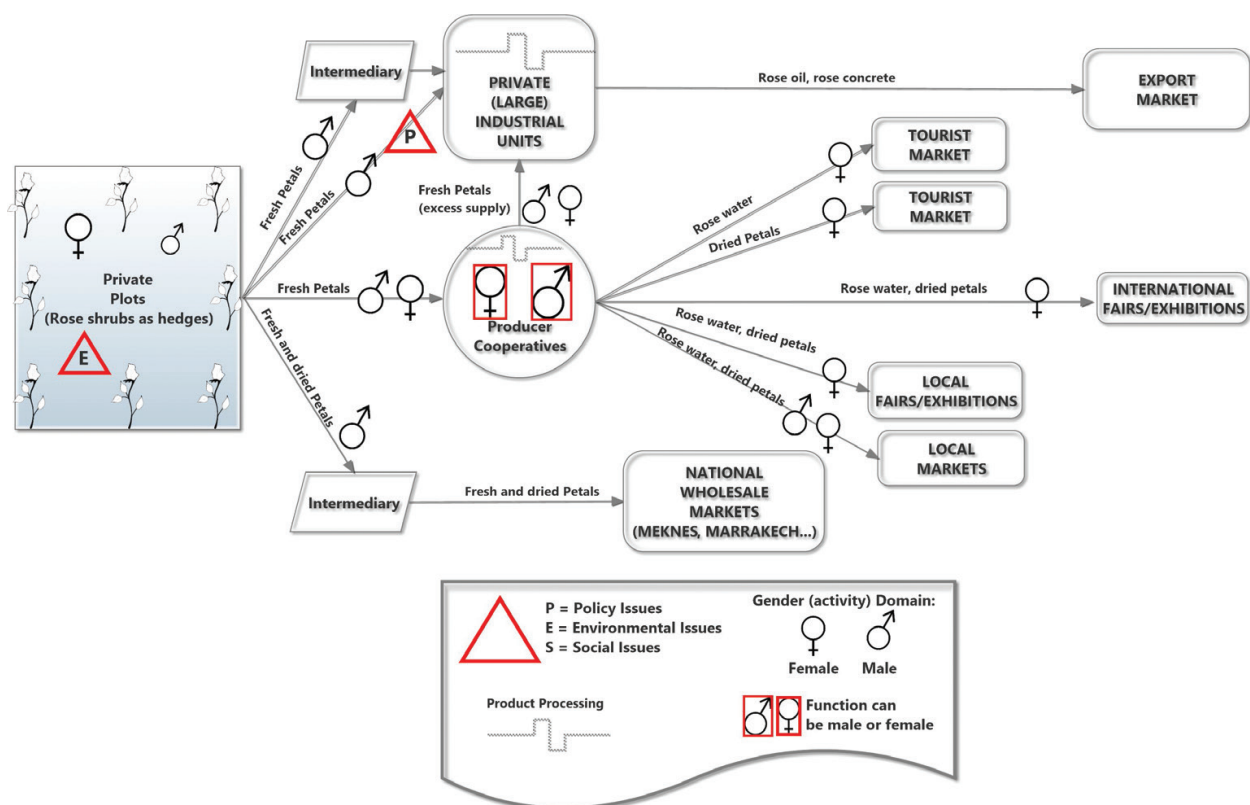 Intermediary
PRIVATE
(LARGE)
INDUSTRIAL
UNITS
Rose oil, rose concrete
EXPORT
MARKET
P
Fresh Petals
Fresh Petals
TOURIST
MARKET
TOURIST
MARKET
Fresh Petals
(excess supply)
Rose water
Dried Petals
Private
Plots
(Rose shrubs as hedges)
E
Fresh Petals
Producer
Cooperatives
Rose water, dried petals
INTERNATIONAL
FAIRS/EXHIBITIONS
Fresh and dried Petals
Rose water, dried petals
Rose water, dried petals
LOCAL
FAIRS/EXHIBITIONS
LOCAL
MARKETS
Intermediary
Fresh and dried Petals
NATIONAL
WHOLESALE
MARKETS
(MEKNES, MARRAKECH...)
P = Policy Issues
E = Environmental Issues
S = Social Issues
Gender (activity) Domain:
Female
Male
Product Processing
Function can
be male or female